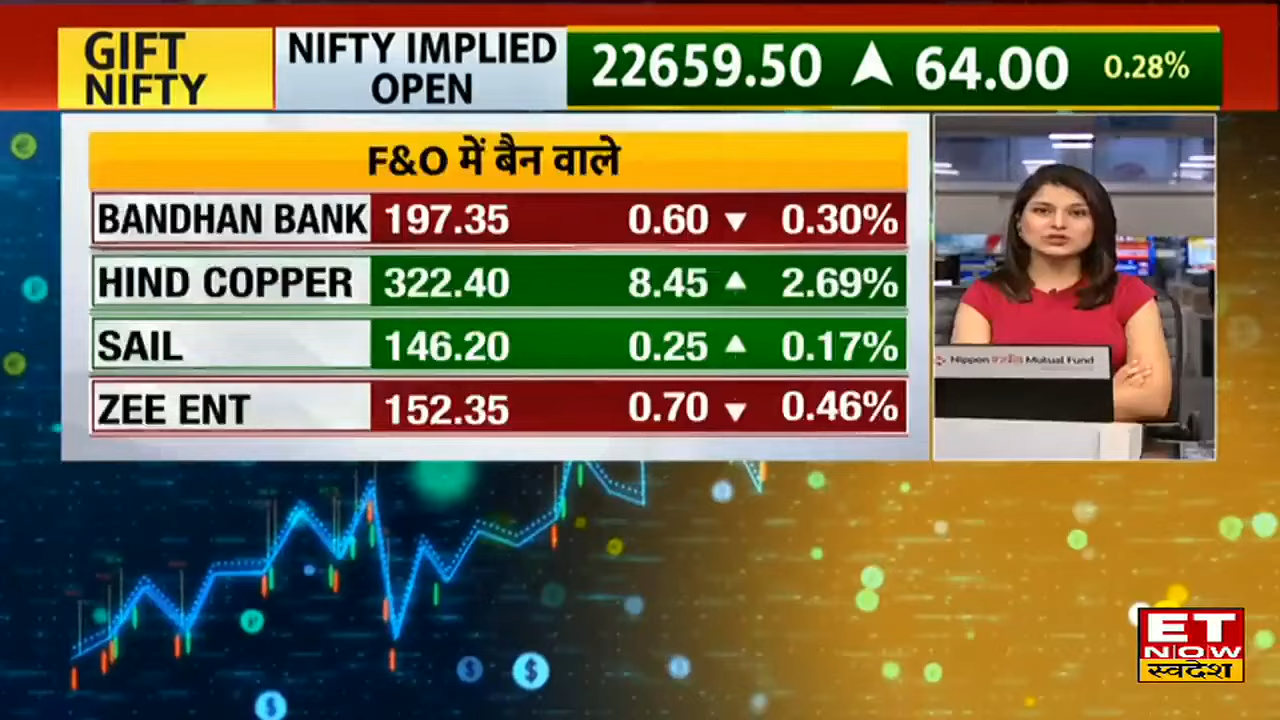 GIFT
NIFTY
NIFTY IMPLIED
OPEN
22659.50 ▲ 64.00 0.28%
F&O में बैन वाले
BANDHAN BANK 197.35 0.60 ▼ 0.30%
HIND COPPER 322.40 8.45 ▲ 2.69%
SAIL 146.20 0.25 ▲ 0.17%
ZEE ENT 152.35 0.70 ▼ 0.46%
Nippon India Mutual Fund
ET
NOW
स्वदेश